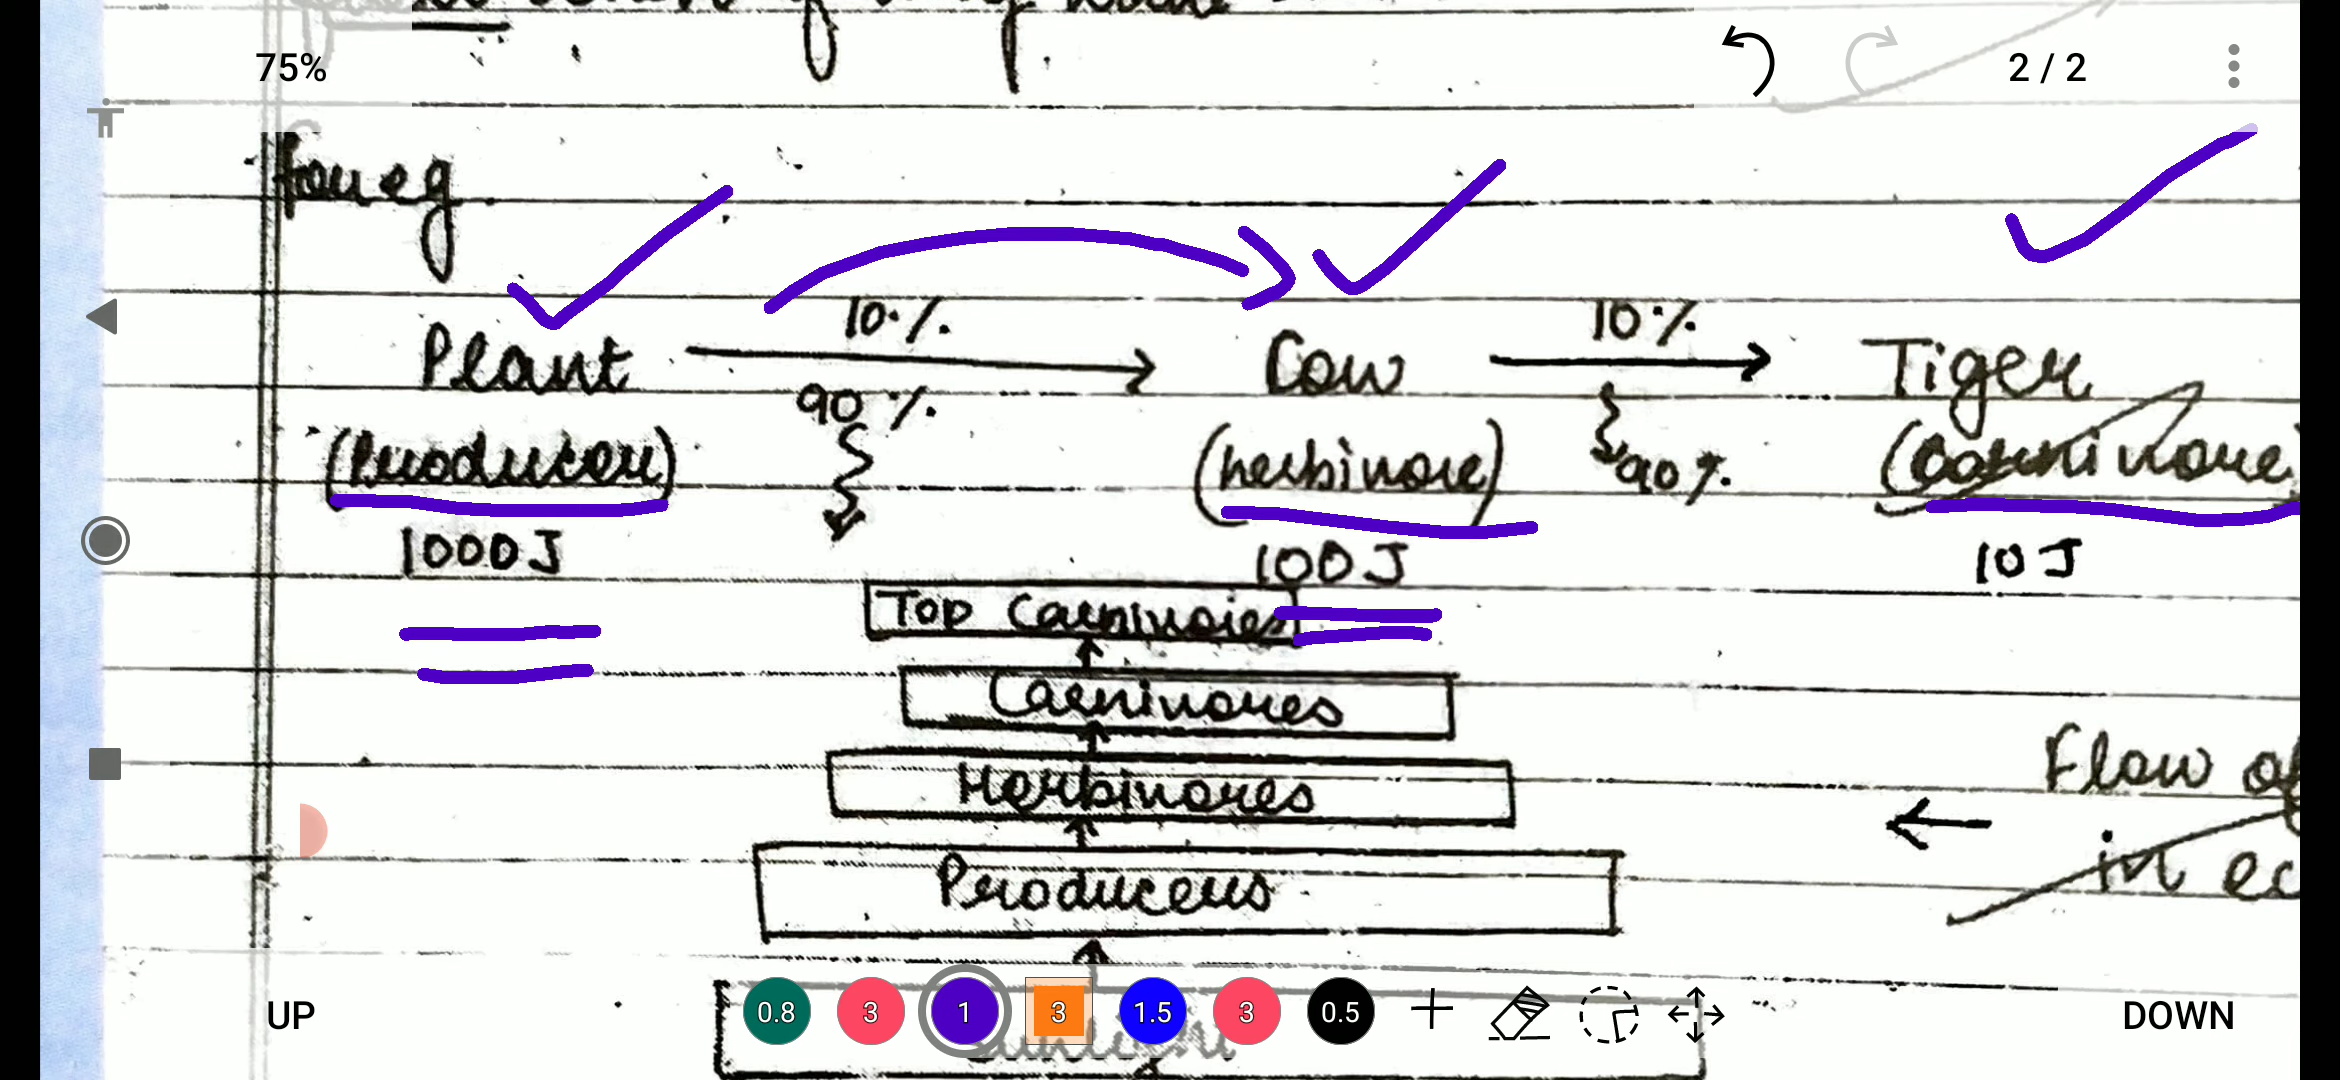 75%
2 / 2
for eg.
10%
10%
Plant
Cow
Tiger
90%
(Producer)
(herbivore)
90%
(carnivore)
1000J
100J
10J
Top Carnivores
Carnivores
Flow of
Herbivores
in ec
Producers
UP
0.8
3
1
3
1.5
3
0.5
DOWN
Sunlight